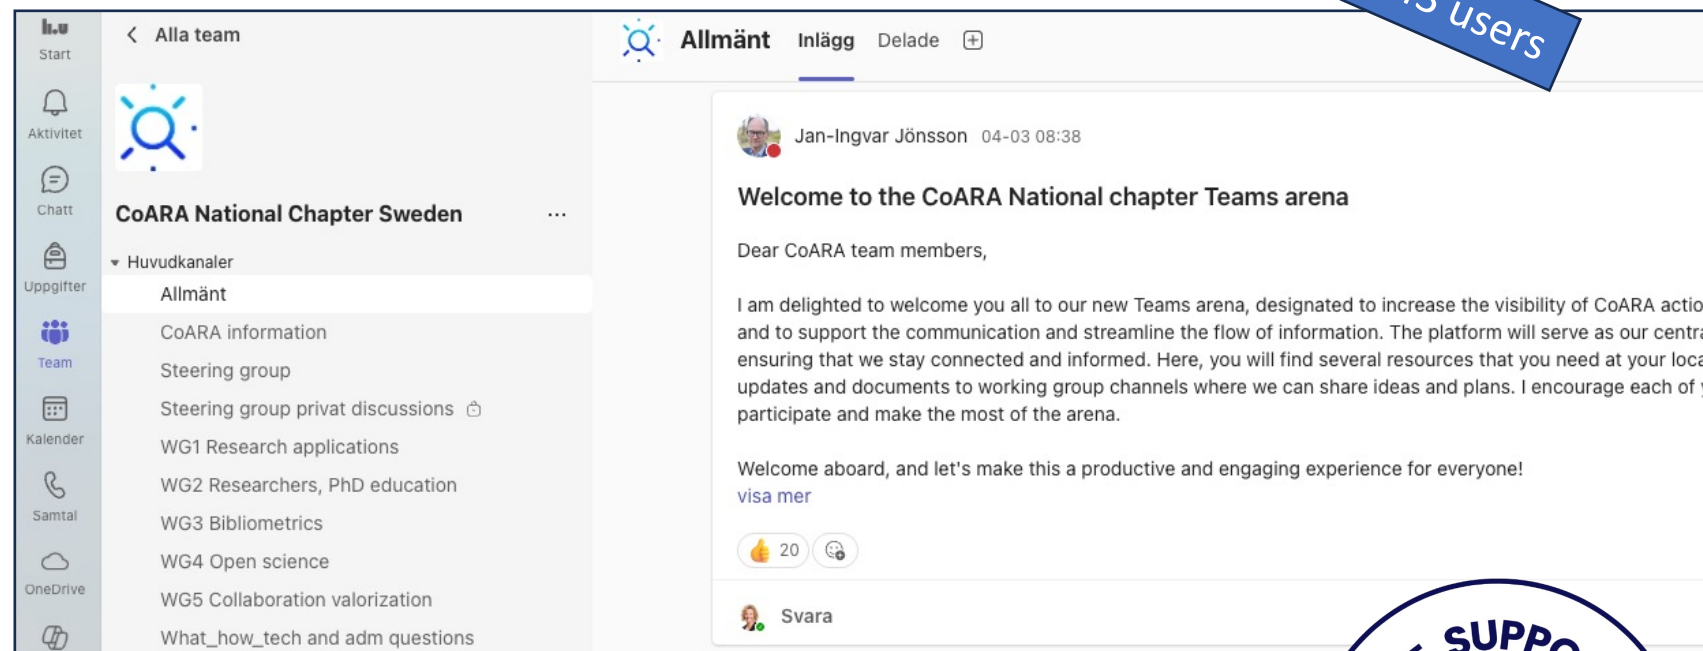 Start
Aktivitet
Chatt
Uppgifter
Team
Kalender
Samtal
OneDrive
Alla team
CoARA National Chapter Sweden
...
Huvudkanaler
Allmänt
CoARA information
Steering group
Steering group privat discussions
WG1 Research applications
WG2 Researchers, PhD education
WG3 Bibliometrics
WG4 Open science
WG5 Collaboration valorization
What_how_tech and adm questions
Allmänt Inlägg Delade
users
Jan-Ingvar Jönsson 04-03 08:38
Welcome to the CoARA National chapter Teams arena
Dear CoARA team members,
I am delighted to welcome you all to our new Teams arena, designated to increase the visibility of CoARA actio
and to support the communication and streamline the flow of information. The platform will serve as our centra
ensuring that we stay connected and informed. Here, you will find several resources that you need at your loca
updates and documents to working group channels where we can share ideas and plans. I encourage each of y
participate and make the most of the arena.
Welcome aboard, and let's make this a productive and engaging experience for everyone!
visa mer
20
Svara
SUPPO